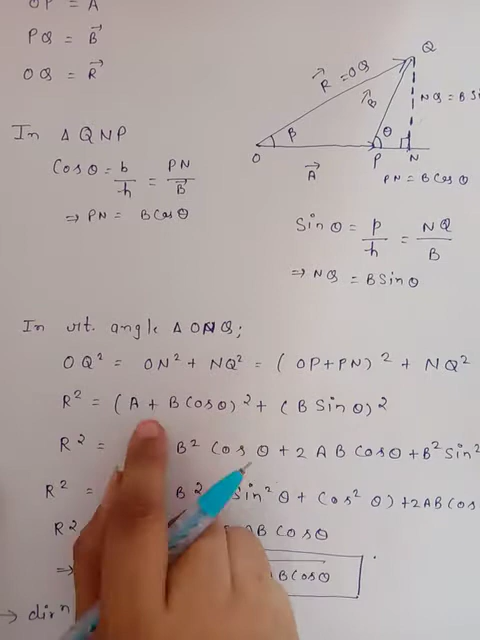 OP = A
PQ = B⃗
OQ = R⃗
Q
R⃗ = OQ
B⃗
NQ = B Si
β
θ
O
P
N
A⃗
PN = B Cos θ
In Δ QNP
Cos θ = b/h = PN/B⃗
⇒ PN = B Cos θ
Sin θ = p/h = NQ/B
⇒ NQ = B Sin θ
In rit. angle Δ ONQ;
OQ² = ON² + NQ² = ( OP + PN )² + NQ²
R² = ( A + B Cos θ )² + ( B Sin θ )²
R² = B² Cos θ + 2 A B Cos θ + B² Sin²
R² = B² Sin² θ + Cos² θ ) + 2AB Cos
R² B Cos θ
⇒ B Cos θ
→ dirⁿ